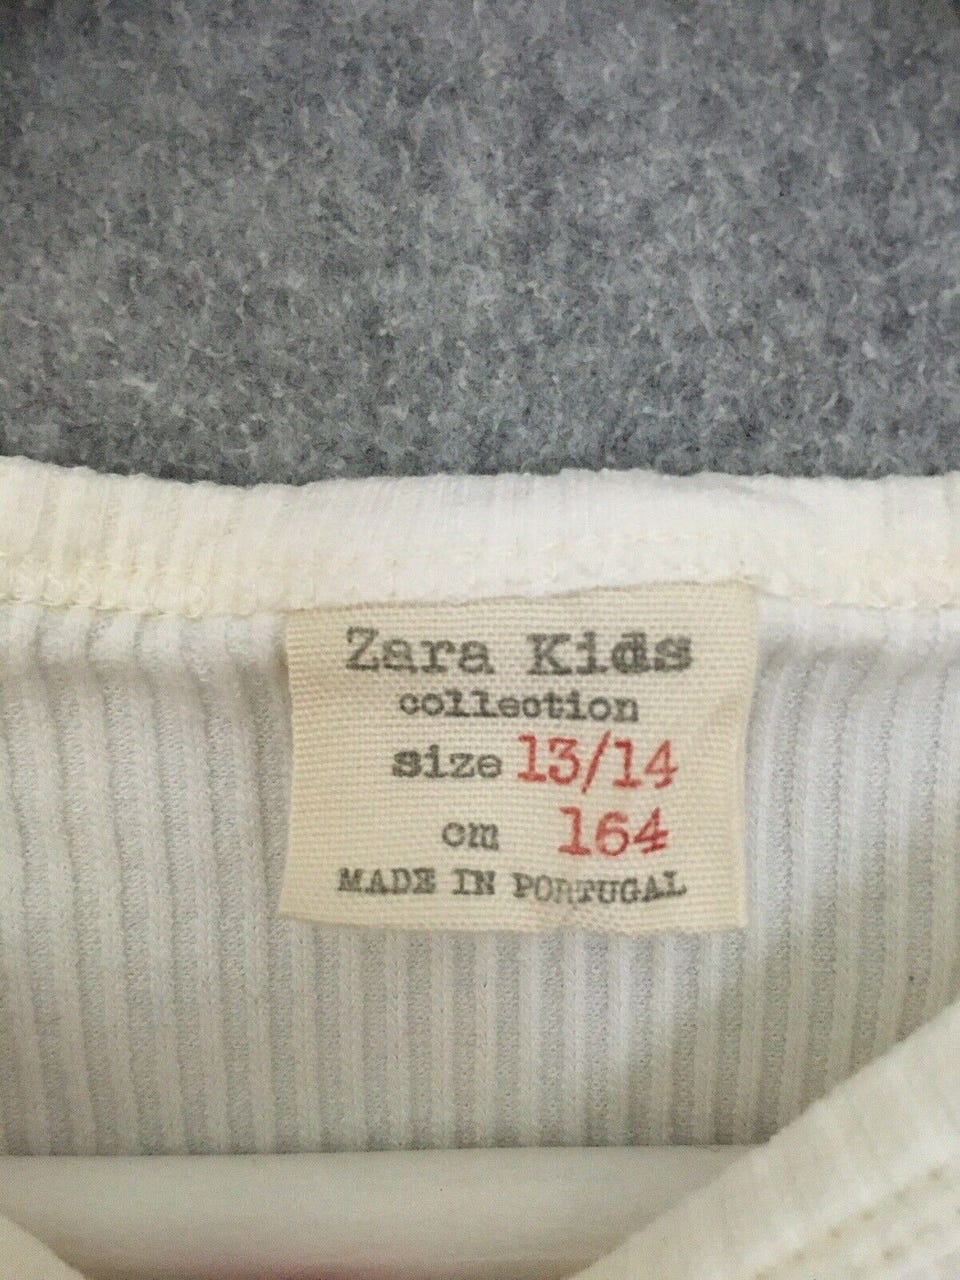 Zara Kids
collection
size 13/14
cm 164
MADE IN PORTUGAL